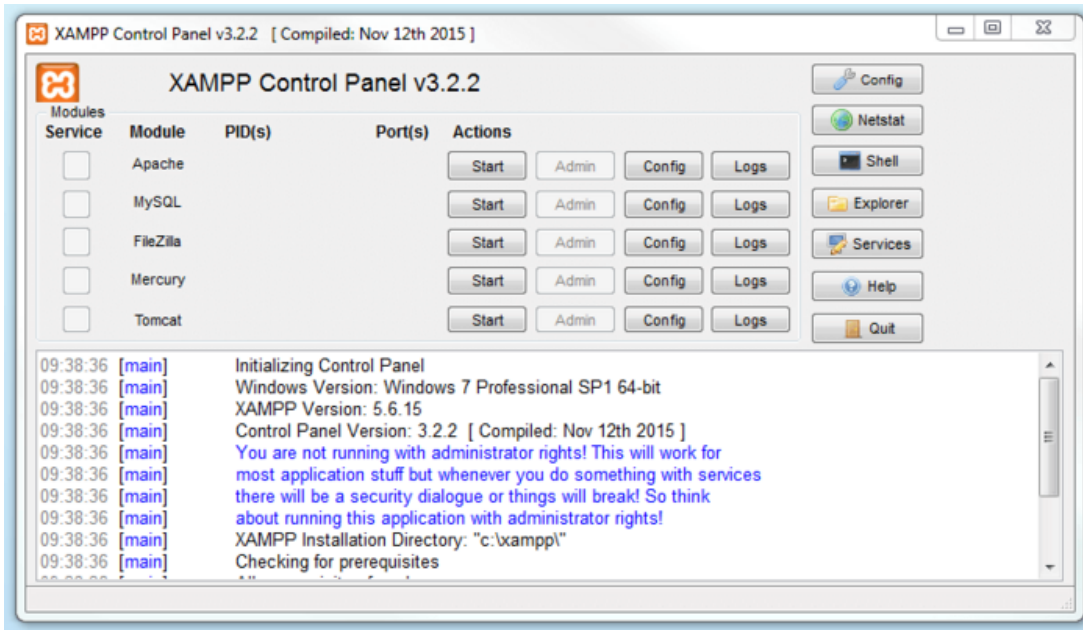 XAMPP Control Panel v3.2.2 [ Compiled: Nov 12th 2015 ]
XAMPP Control Panel v3.2.2
Config
Modules
Service Module PID(s) Port(s) Actions
Netstat
Apache Start Admin Config Logs
Shell
MySQL Start Admin Config Logs
Explorer
FileZilla Start Admin Config Logs
Services
Mercury Start Admin Config Logs
Help
Tomcat Start Admin Config Logs
Quit
09:38:36 [main] Initializing Control Panel
09:38:36 [main] Windows Version: Windows 7 Professional SP1 64-bit
09:38:36 [main] XAMPP Version: 5.6.15
09:38:36 [main] Control Panel Version: 3.2.2 [ Compiled: Nov 12th 2015 ]
09:38:36 [main] You are not running with administrator rights! This will work for
09:38:36 [main] most application stuff but whenever you do something with services
09:38:36 [main] there will be a security dialogue or things will break! So think
09:38:36 [main] about running this application with administrator rights!
09:38:36 [main] XAMPP Installation Directory: "c:\xampp\"
09:38:36 [main] Checking for prerequisites